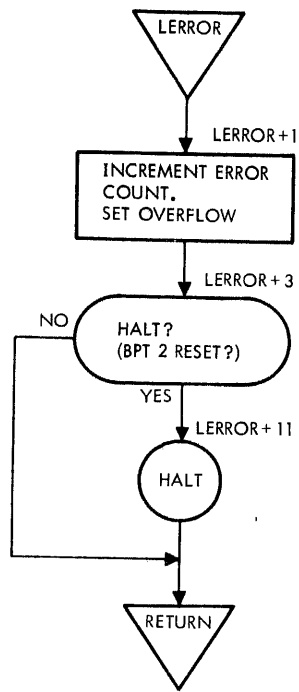 LERROR
LERROR+1
INCREMENT ERROR
COUNT.
SET OVERFLOW
LERROR+3
NO
HALT?
(BPT 2 RESET?)
YES
LERROR+11
HALT
RETURN